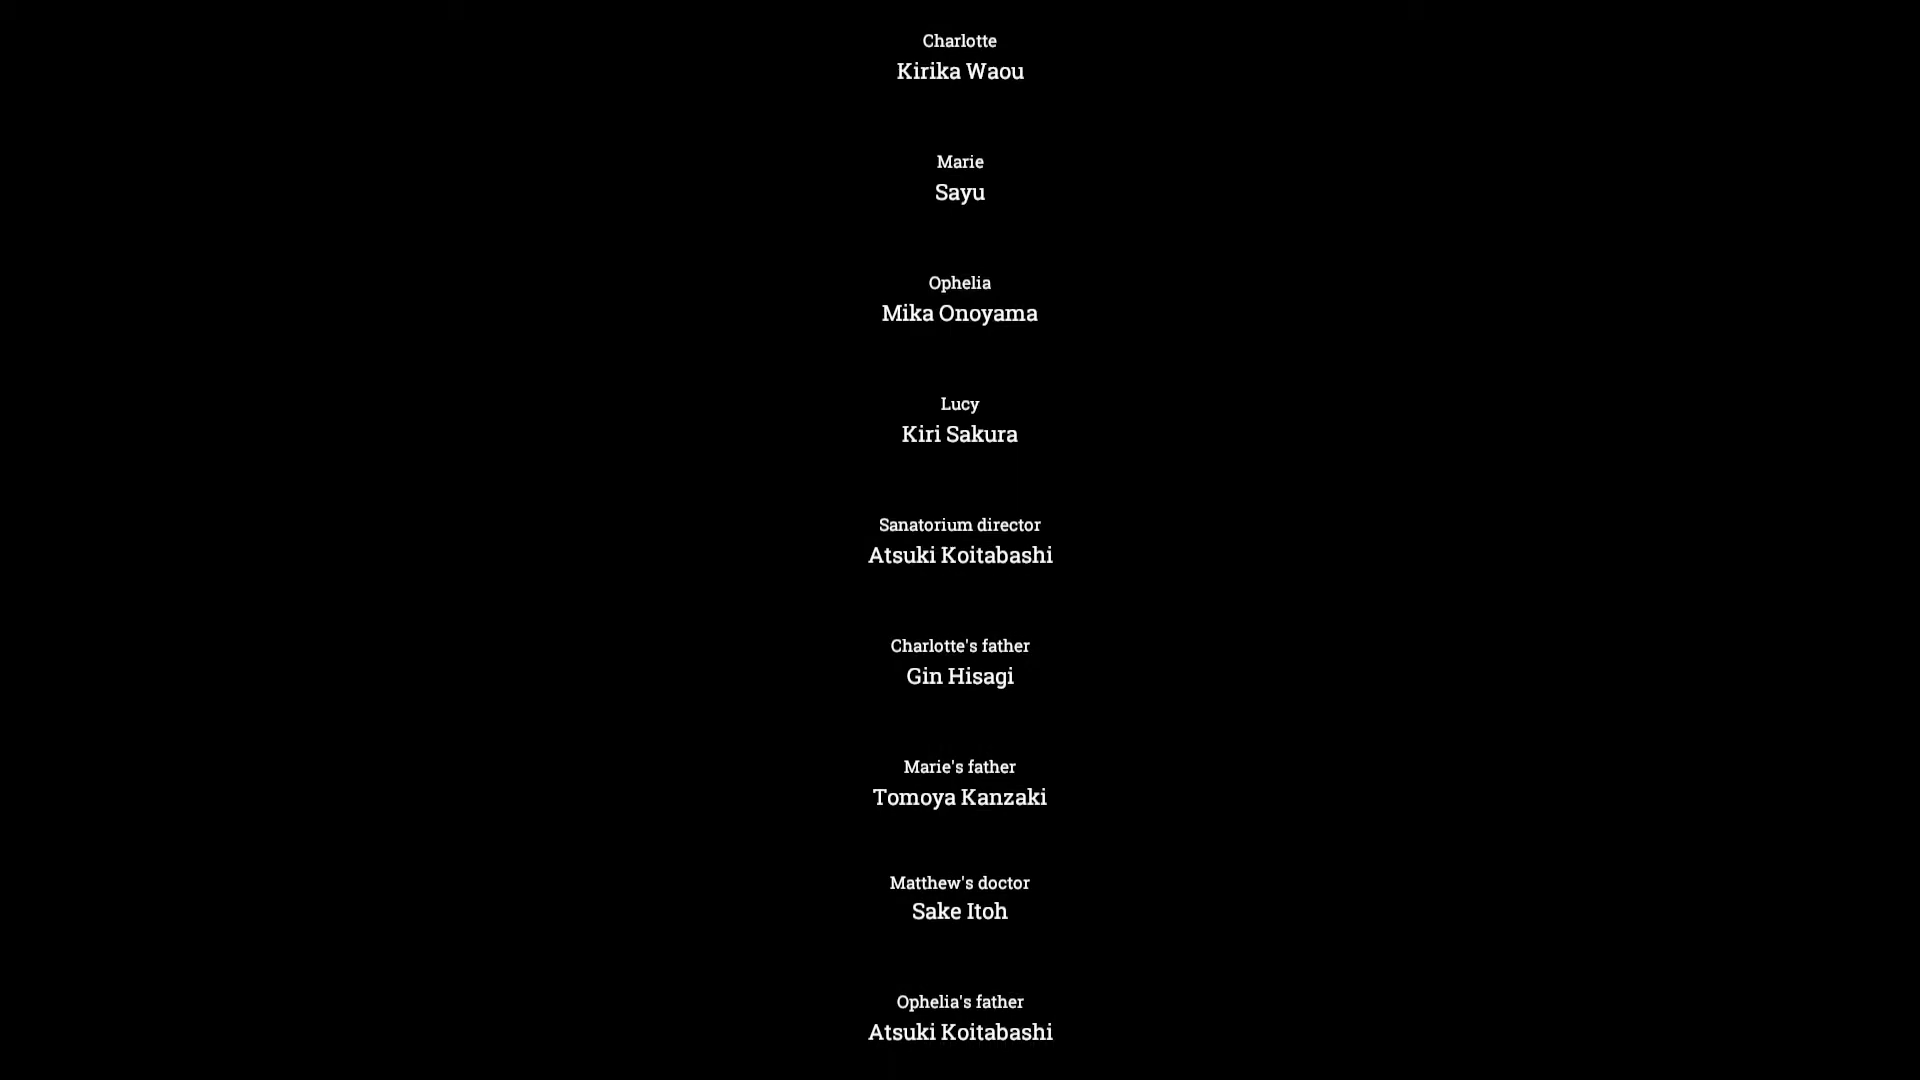 Charlotte
Kirika Waou
Marie
Sayu
Ophelia
Mika Onoyama
Lucy
Kiri Sakura
Sanatorium director
Atsuki Koitabashi
Charlotte's father
Gin Hisagi
Marie's father
Tomoya Kanzaki
Matthew's doctor
Sake Itoh
Ophelia's father
Atsuki Koitabashi